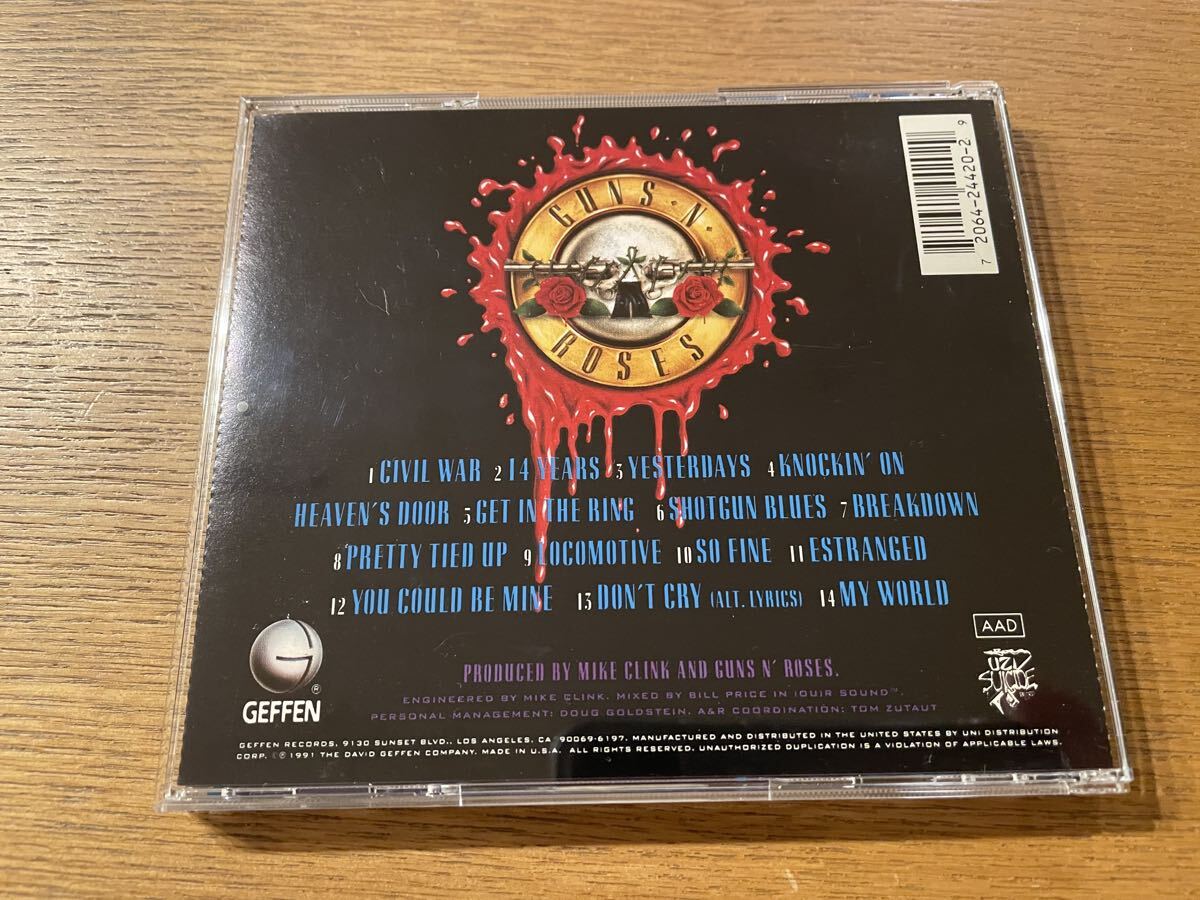 GUNS N'
ROSES
7 2064-24420-2 9
1 CIVIL WAR 2 14 YEARS 3 YESTERDAYS 4 KNOCKIN' ON
HEAVEN'S DOOR 5 GET IN THE RING 6 SHOTGUN BLUES 7 BREAKDOWN
8 PRETTY TIED UP 9 LOCOMOTIVE 10 SO FINE 11 ESTRANGED
12 YOU COULD BE MINE 13 DON'T CRY (ALT. LYRICS) 14 MY WORLD
AAD
UZI
SUICIDE
GEFFEN
®
PRODUCED BY MIKE CLINK AND GUNS N' ROSES.
ENGINEERED BY MIKE CLINK. MIXED BY BILL PRICE IN SOUND™.
PERSONAL MANAGEMENT: DOUG GOLDSTEIN. A&R COORDINATION: TOM ZUTAUT
GEFFEN RECORDS, 9130 SUNSET BLVD., LOS ANGELES, CA 90069-6197. MANUFACTURED AND DISTRIBUTED IN THE UNITED STATES BY UNI DISTRIBUTION
CORP. ℗©1991 THE DAVID GEFFEN COMPANY. MADE IN U.S.A. ALL RIGHTS RESERVED. UNAUTHORIZED DUPLICATION IS A VIOLATION OF APPLICABLE LAWS.